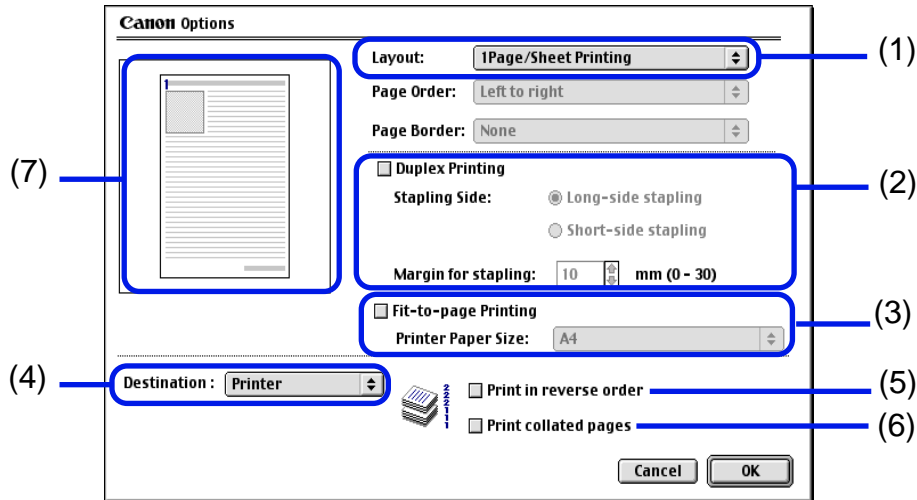 Canon Options
Layout: 1Page/Sheet Printing (1)
Page Order: Left to right
Page Border: None
1
(7)
Duplex Printing
(2)
Stapling Side: Long-side stapling
Short-side stapling
Margin for stapling: 10 mm (0 - 30)
Fit-to-page Printing
(3)
Printer Paper Size: A4
(4) Destination : Printer
222111
Print in reverse order (5)
Print collated pages (6)
Cancel OK